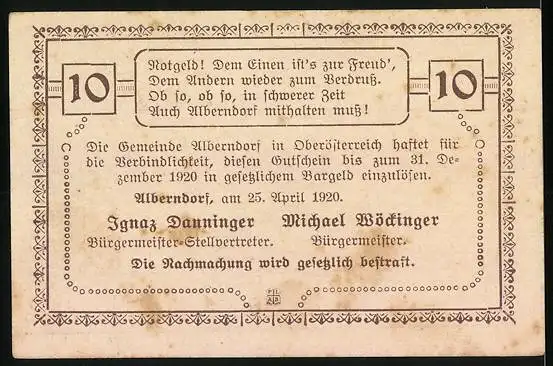 Notgeld! Dem Einen ist's zur Freud',
Dem Andern wieder zum Verdruß.
Ob so, ob so, in schwerer Zeit
Auch Alberndorf mithalten muß!
10
10
Die Gemeinde Alberndorf in Oberösterreich haftet für
die Verbindlichkeit, diesen Gutschein bis zum 31. De-
zember 1920 in gesetzlichem Bargeld einzulösen.
Alberndorf, am 25. April 1920.
Ignaz Danninger Michael Wöckinger
Bürgermeister-Stellvertreter. Bürgermeister.
Die Nachmachung wird gesetzlich bestraft.